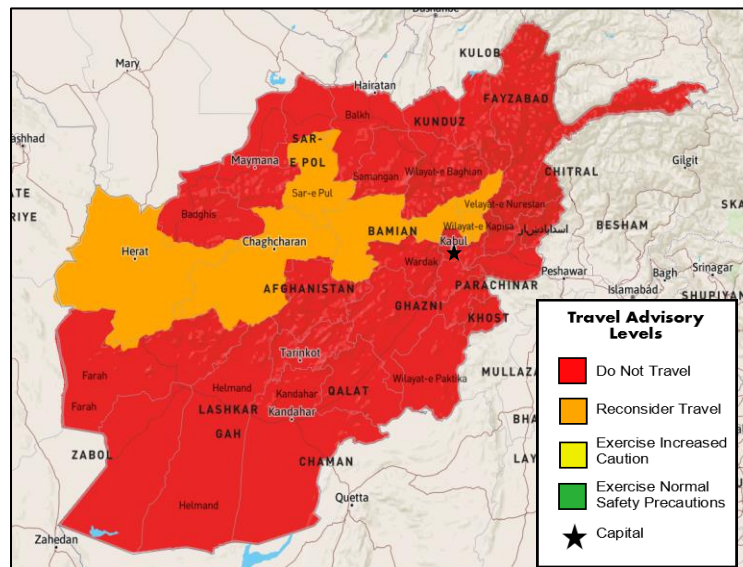 Dushanbe
KULOB
Mary
Hairatan
FAYZABAD
Balkh
KUNDUZ
SAR-
E POL
Maymana
Samangan
Wilayat-e Baghlan
CHITRAL
Gilgit
Sar-e Pul
Velayat-e Nurestan
BESHAM
SKA
Badghis
BAMIAN
Wilayat-e Kapisa
Herat
Chaghcharan
Kabul
Wardak
Peshawar
Bagh
Srinagar
AFGHANISTAN
PARACHINAR
Islamabad
SHUPIYAN
GHAZNI
KHOST
Tarinkot
MULLAZA
Wilayat-e Paktika
Farah
Helmand
Kandahar
QALAT
Farah
LASHKAR
GAH
Kandahar
ZABOL
CHAMAN
Quetta
Helmand
Zahedan
Travel Advisory
Levels
Do Not Travel
Reconsider Travel
Exercise Increased
Caution
Exercise Normal
Safety Precautions
Capital